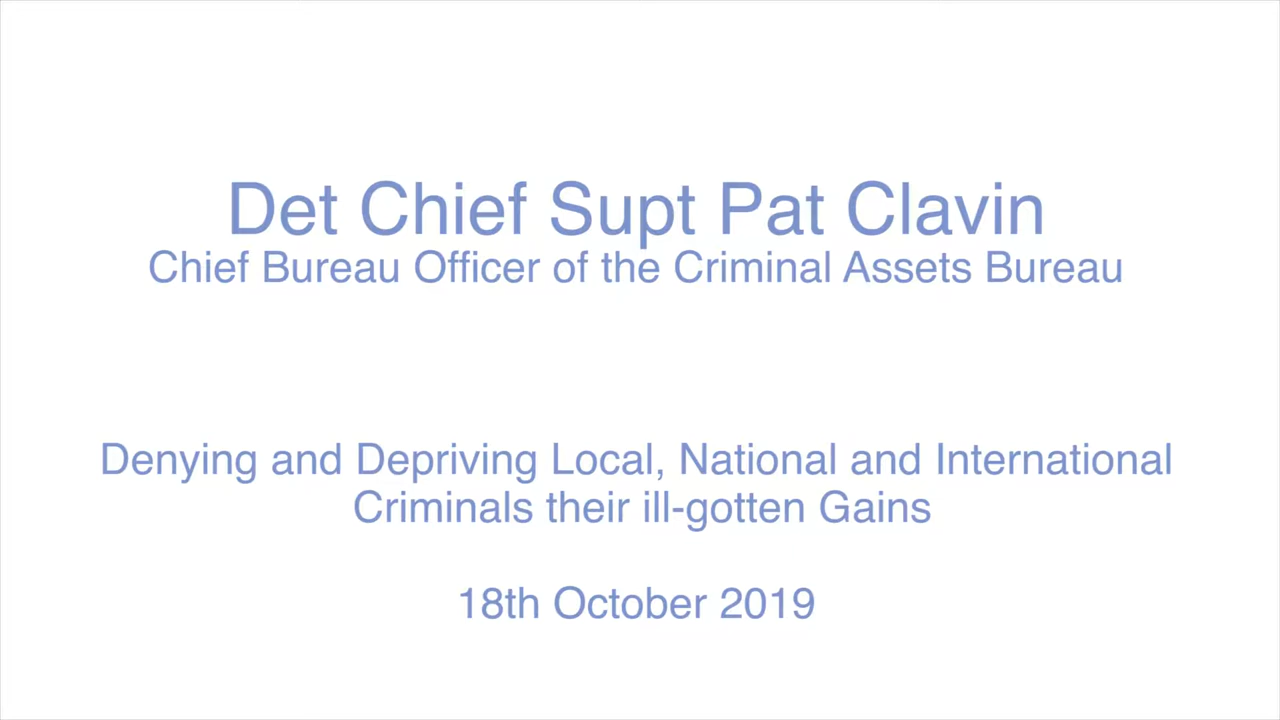 Det Chief Supt Pat Clavin
Chief Bureau Officer of the Criminal Assets Bureau
Denying and Depriving Local, National and International
Criminals their ill-gotten Gains
18th October 2019